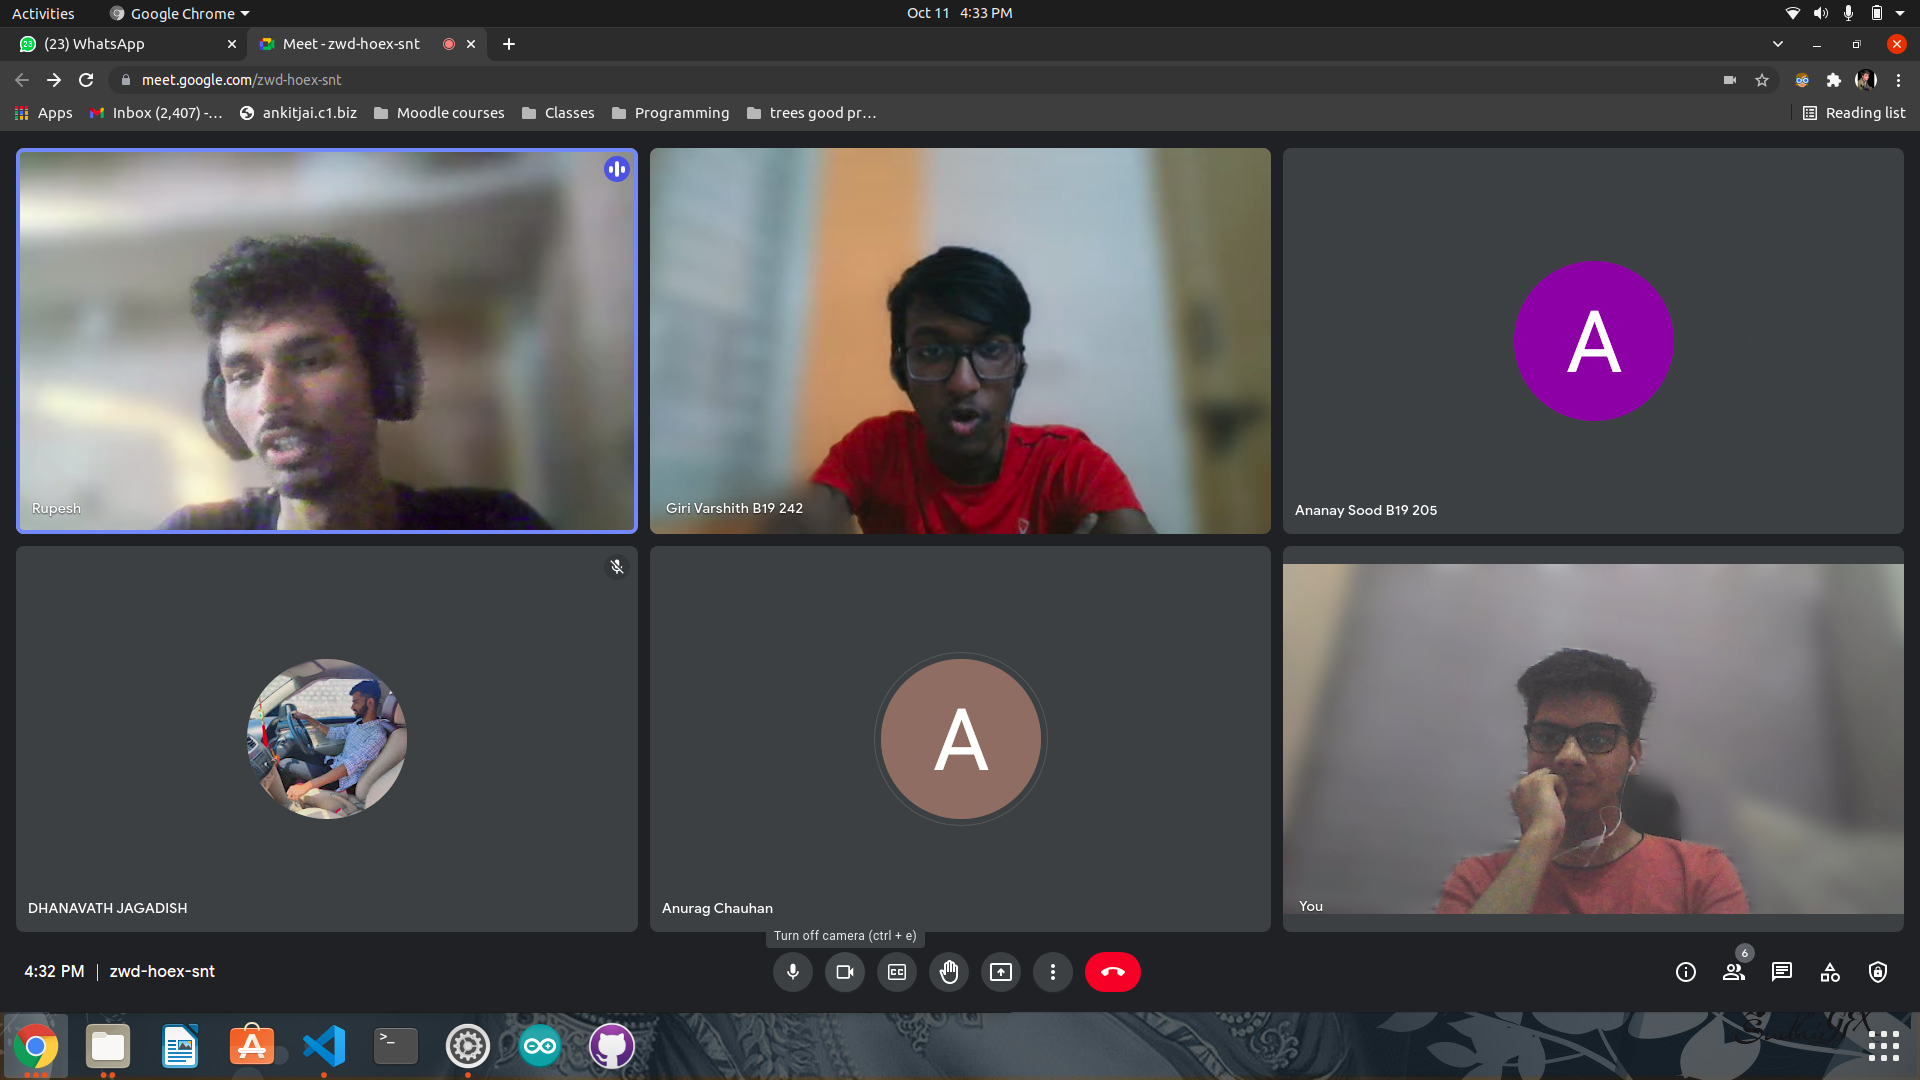 Activities
Google Chrome
Oct 11 4:33 PM
(23) WhatsApp
Meet - zwd-hoex-snt
meet.google.com/zwd-hoex-snt
Apps
Inbox (2,407) -...
ankitjai.c1.biz
Moodle courses
Classes
Programming
trees good pr...
Reading list
Rupesh
Giri Varshith B19 242
A
Ananay Sood B19 205
DHANAVATH JAGADISH
A
Anurag Chauhan
You
Turn off camera (ctrl + e)
4:32 PM | zwd-hoex-snt
6